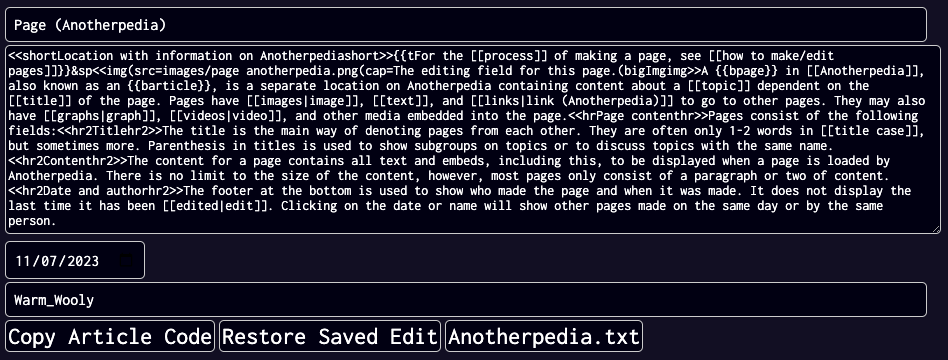 Page (Anotherpedia)
<<shortLocation with information on Anotherpediashort>>{{tFor the [[process]] of making a page, see [[how to make/edit
pages]]}}&sp<<img(src=images/page anotherpedia.png(cap=The editing field for this page.(bigImgimg>>A {{bpage}} in [[Anotherpedia]],
also known as an {{barticle}}, is a separate location on Anotherpedia containing content about a [[topic]] dependent on the
[[title]] of the page. Pages have [[images|image]], [[text]], and [[links|link (Anotherpedia)]] to go to other pages. They may also
have [[graphs|graph]], [[videos|video]], and other media embedded into the page.<<hrPage contenthr>>Pages consist of the following
fields:<<hr2Titlehr2>>The title is the main way of denoting pages from each other. They are often only 1-2 words in [[title case]],
but sometimes more. Parenthesis in titles is used to show subgroups on topics or to discuss topics with the same name.
<<hr2Contenthr2>>The content for a page contains all text and embeds, including this, to be displayed when a page is loaded by
Anotherpedia. There is no limit to the size of the content, however, most pages only consist of a paragraph or two of content.
<<hr2Date and authorhr2>>The footer at the bottom is used to show who made the page and when it was made. It does not display the
last time it has been [[edited|edit]]. Clicking on the date or name will show other pages made on the same day or by the same
person.
11/07/2023
Warm_Wooly
Copy Article Code Restore Saved Edit Anotherpedia.txt